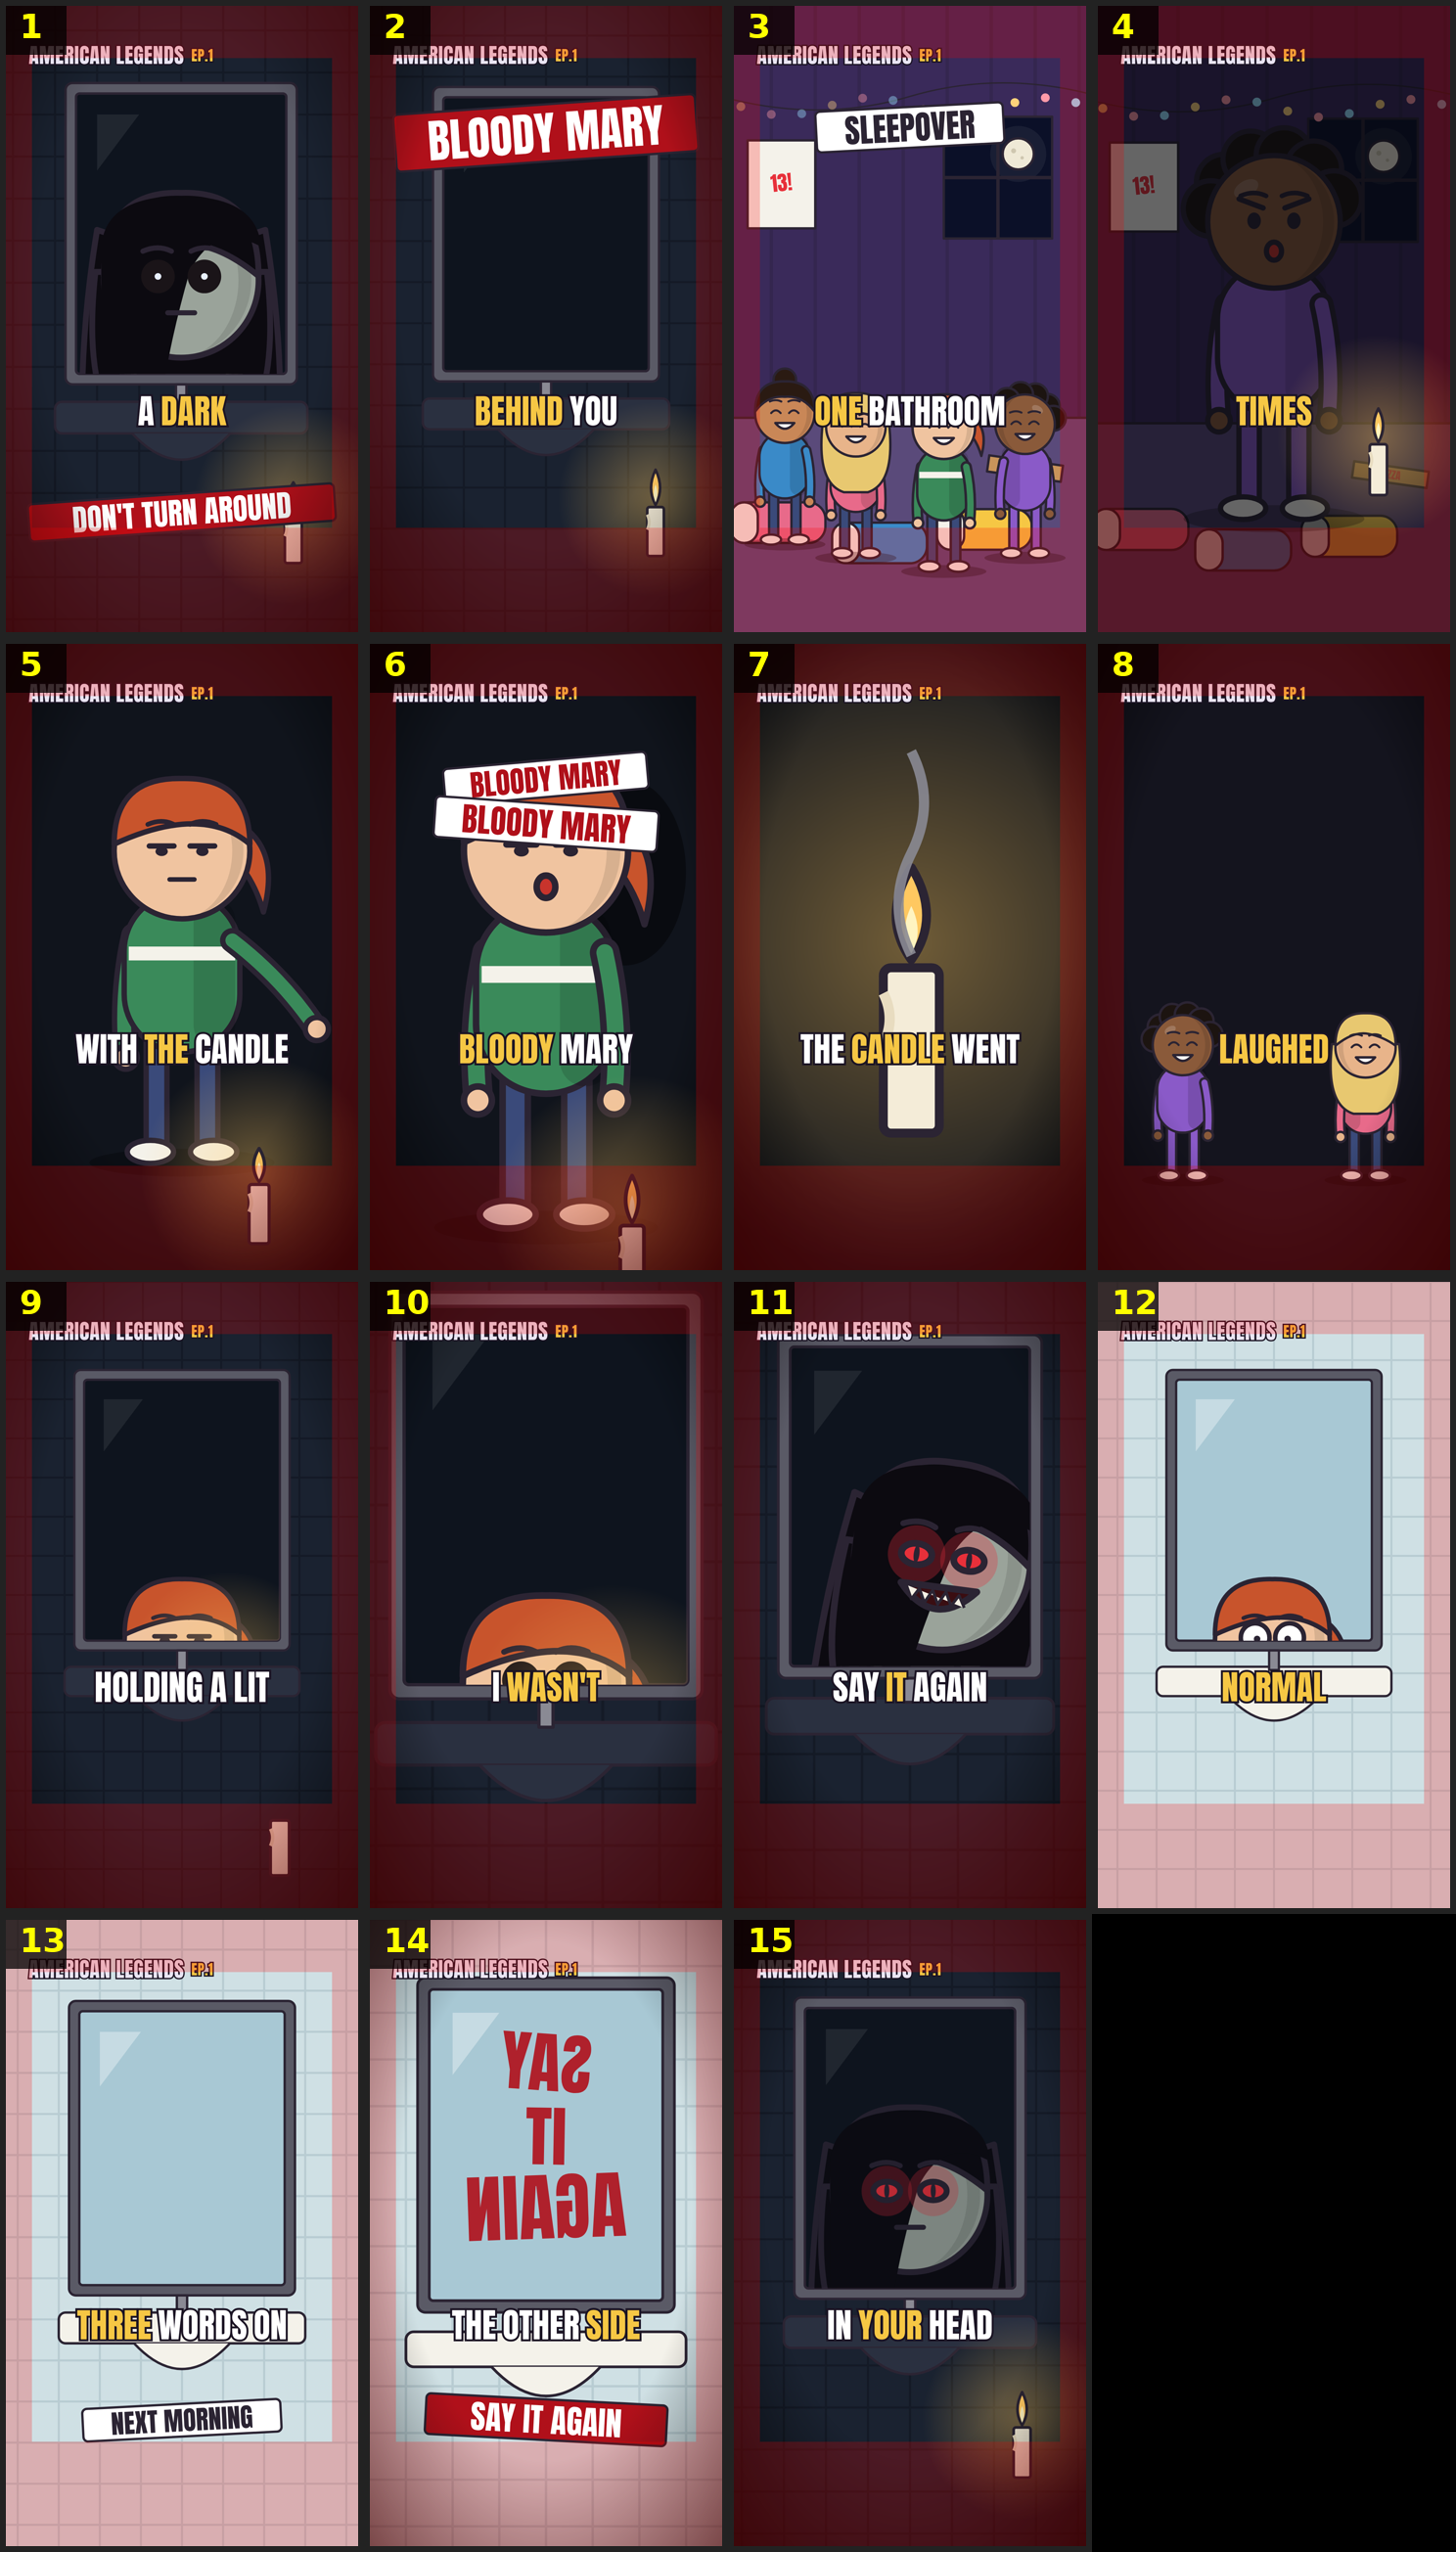 1
AMERICAN LEGENDS EP.1
A DARK
DON'T TURN AROUND
2
AMERICAN LEGENDS EP.1
BLOODY MARY
BEHIND YOU
3
AMERICAN LEGENDS EP.1
SLEEPOVER
13!
ONE BATHROOM
4
AMERICAN LEGENDS EP.1
13!
TIMES
5
AMERICAN LEGENDS EP.1
WITH THE CANDLE
6
AMERICAN LEGENDS EP.1
BLOODY MARY
BLOODY MARY
BLOODY MARY
7
AMERICAN LEGENDS EP.1
THE CANDLE WENT
8
AMERICAN LEGENDS EP.1
LAUGHED
9
AMERICAN LEGENDS EP.1
HOLDING A LIT
10
AMERICAN LEGENDS EP.1
I WASN'T
11
AMERICAN LEGENDS EP.1
SAY IT AGAIN
12
AMERICAN LEGENDS EP.1
NORMAL
13
AMERICAN LEGENDS EP.1
THREE WORDS ON
NEXT MORNING
14
AMERICAN LEGENDS EP.1
SAY
IT
AGAIN
THE OTHER SIDE
SAY IT AGAIN
15
AMERICAN LEGENDS EP.1
IN YOUR HEAD